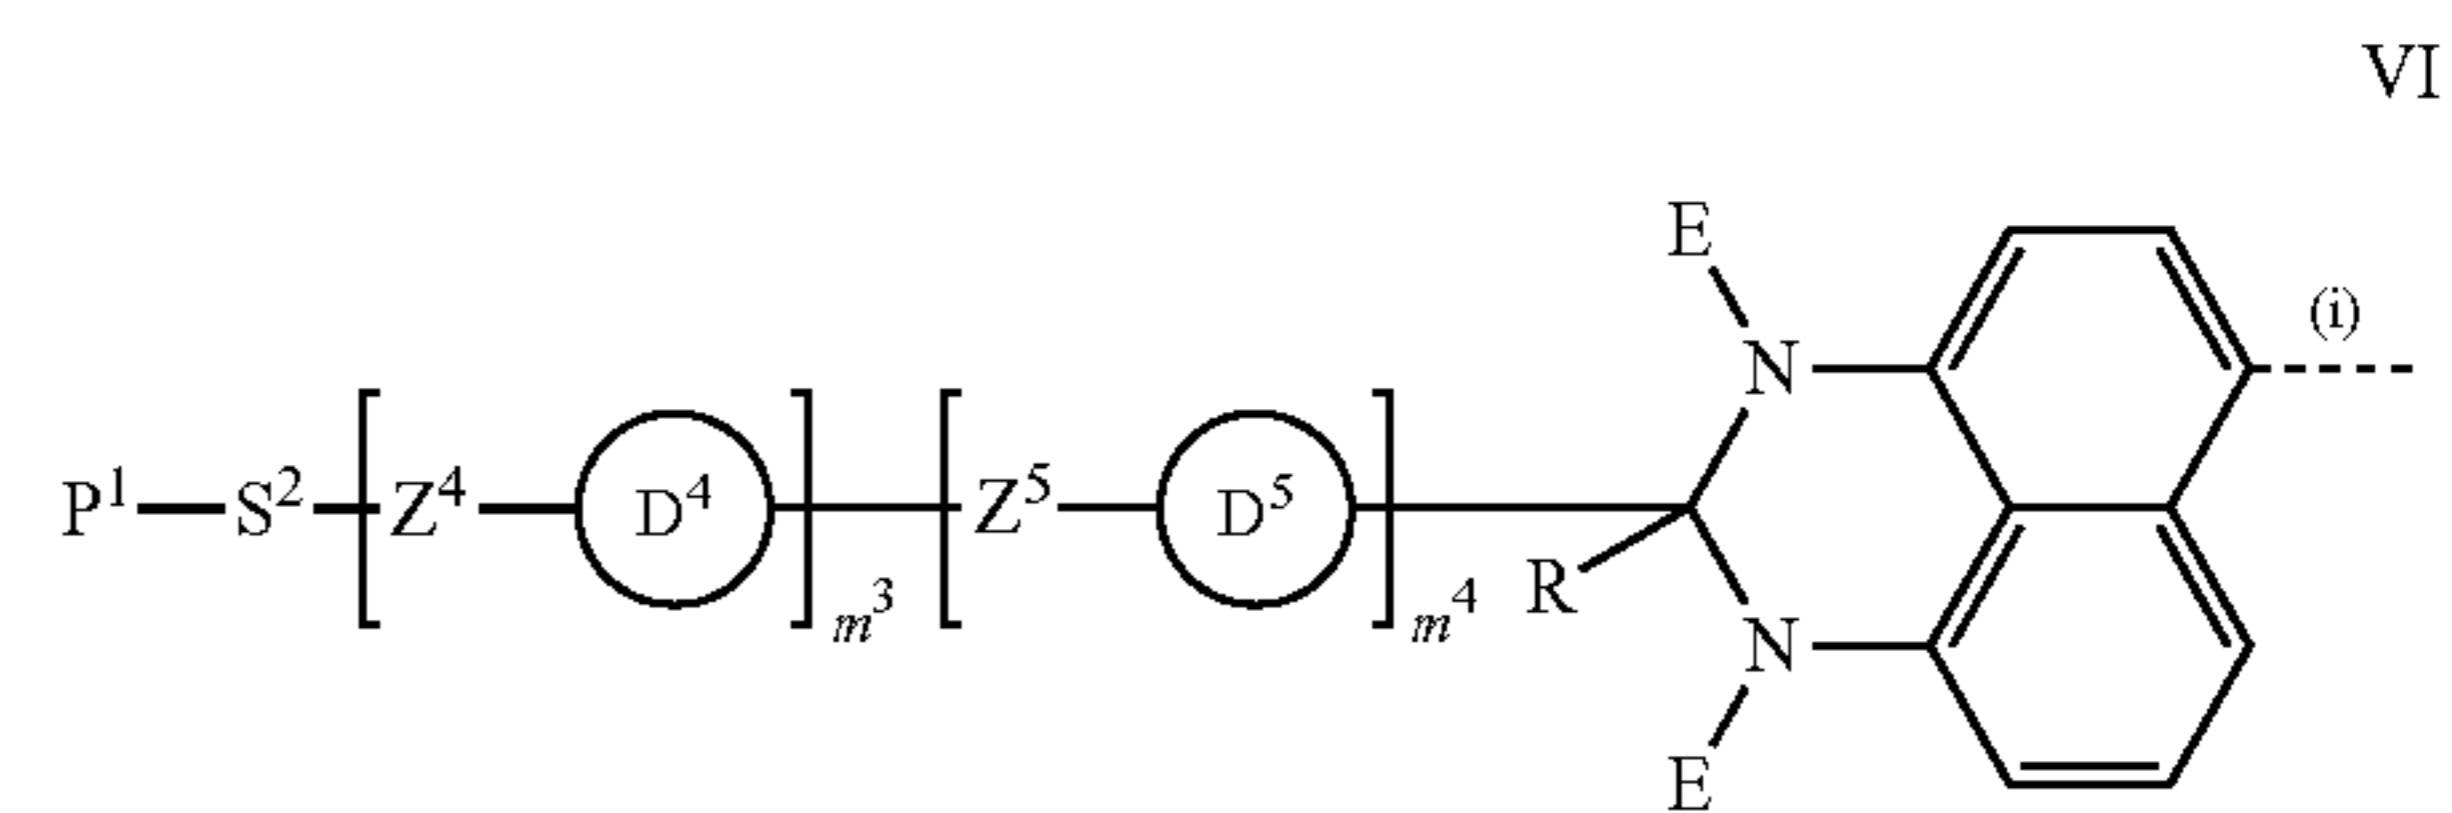 VI
E
(i)
N
P¹—S²—[Z⁴—D⁴]m³—[Z⁵—D⁵]m⁴
R
N
E